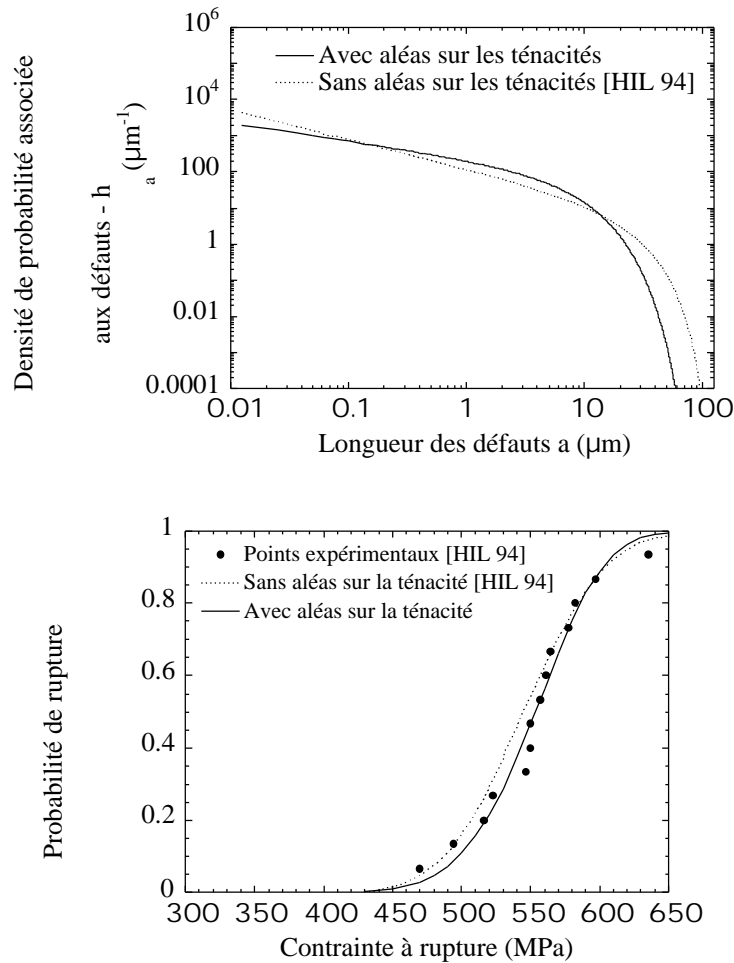 Densité de probabilité associée
aux défauts - h
a
(µm-1)
10⁶
10⁴
100
1
0.01
0.0001
Avec aléas sur les ténacités
Sans aléas sur les ténacités [HIL 94]
0.01 0.1 1 10 100
Longueur des défauts a (µm)
Probabilité de rupture
1
0.8
0.6
0.4
0.2
0
Points expérimentaux [HIL 94]
Sans aléas sur la ténacité [HIL 94]
Avec aléas sur la ténacité
300 350 400 450 500 550 600 650
Contrainte à rupture (MPa)